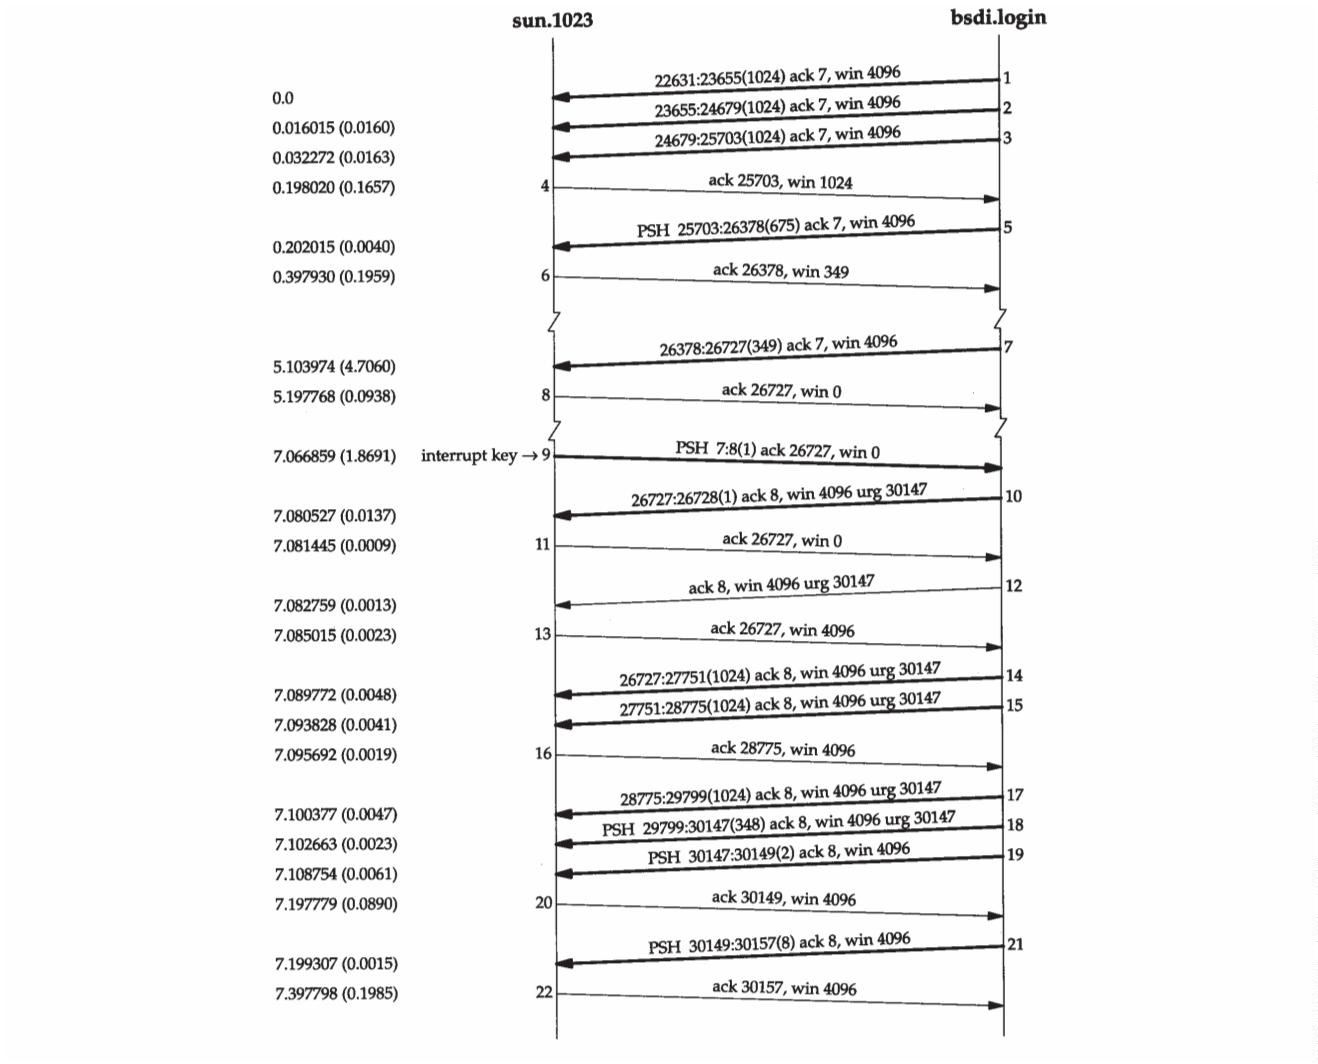 sun.1023 bsdi.login
22631:23655(1024) ack 7, win 4096 1
0.0
23655:24679(1024) ack 7, win 4096 2
0.016015 (0.0160)
24679:25703(1024) ack 7, win 4096 3
0.032272 (0.0163)
0.198020 (0.1657) 4 ack 25703, win 1024
PSH 25703:26378(675) ack 7, win 4096 5
0.202015 (0.0040)
0.397930 (0.1959) 6 ack 26378, win 349
26378:26727(349) ack 7, win 4096 7
5.103974 (4.7060)
5.197768 (0.0938) 8 ack 26727, win 0
7.066859 (1.8691) interrupt key → 9 PSH 7:8(1) ack 26727, win 0
26727:26728(1) ack 8, win 4096 urg 30147 10
7.080527 (0.0137)
7.081445 (0.0009) 11 ack 26727, win 0
ack 8, win 4096 urg 30147 12
7.082759 (0.0013)
7.085015 (0.0023) 13 ack 26727, win 4096
26727:27751(1024) ack 8, win 4096 urg 30147 14
7.089772 (0.0048)
27751:28775(1024) ack 8, win 4096 urg 30147 15
7.093828 (0.0041)
7.095692 (0.0019) 16 ack 28775, win 4096
28775:29799(1024) ack 8, win 4096 urg 30147 17
7.100377 (0.0047)
PSH 29799:30147(348) ack 8, win 4096 urg 30147 18
7.102663 (0.0023)
PSH 30147:30149(2) ack 8, win 4096 19
7.108754 (0.0061)
7.197779 (0.0890) 20 ack 30149, win 4096
PSH 30149:30157(8) ack 8, win 4096 21
7.199307 (0.0015)
7.397798 (0.1985) 22 ack 30157, win 4096